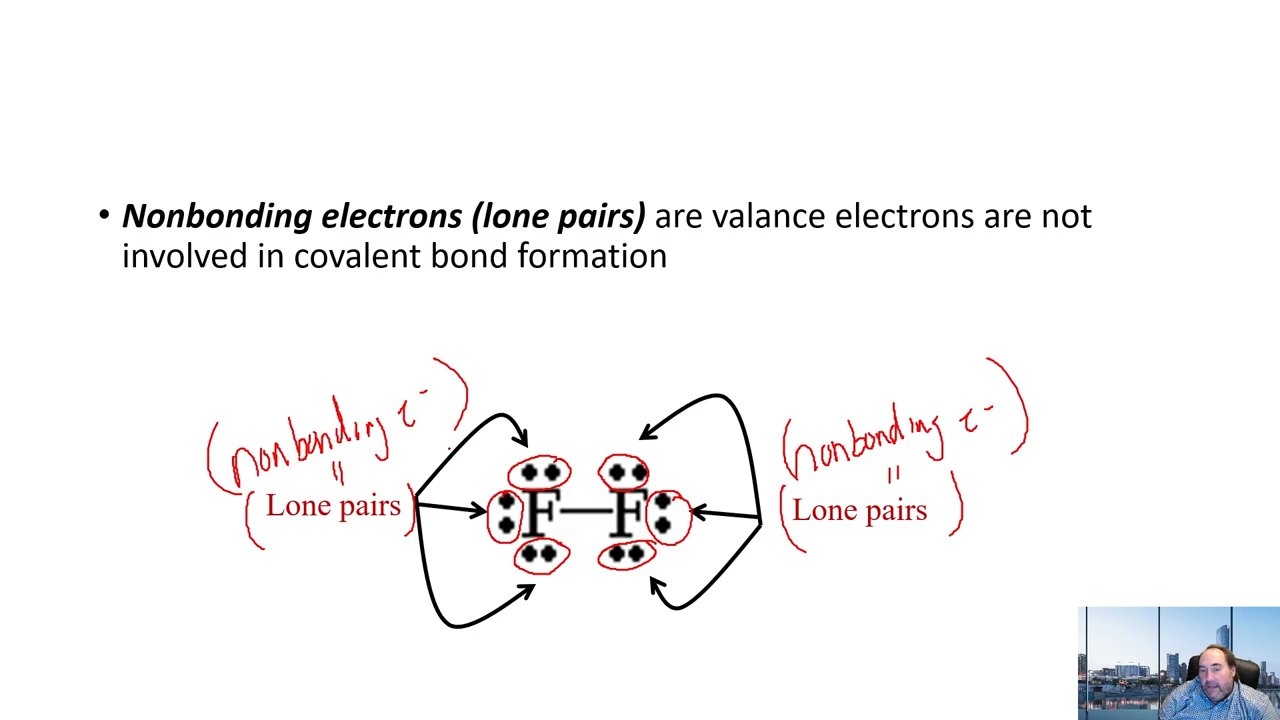 • Nonbonding electrons (lone pairs) are valance electrons are not
involved in covalent bond formation
(nonbonding e-)
"
(Lone pairs)
F—F
(nonbonding e-)
"
(Lone pairs)